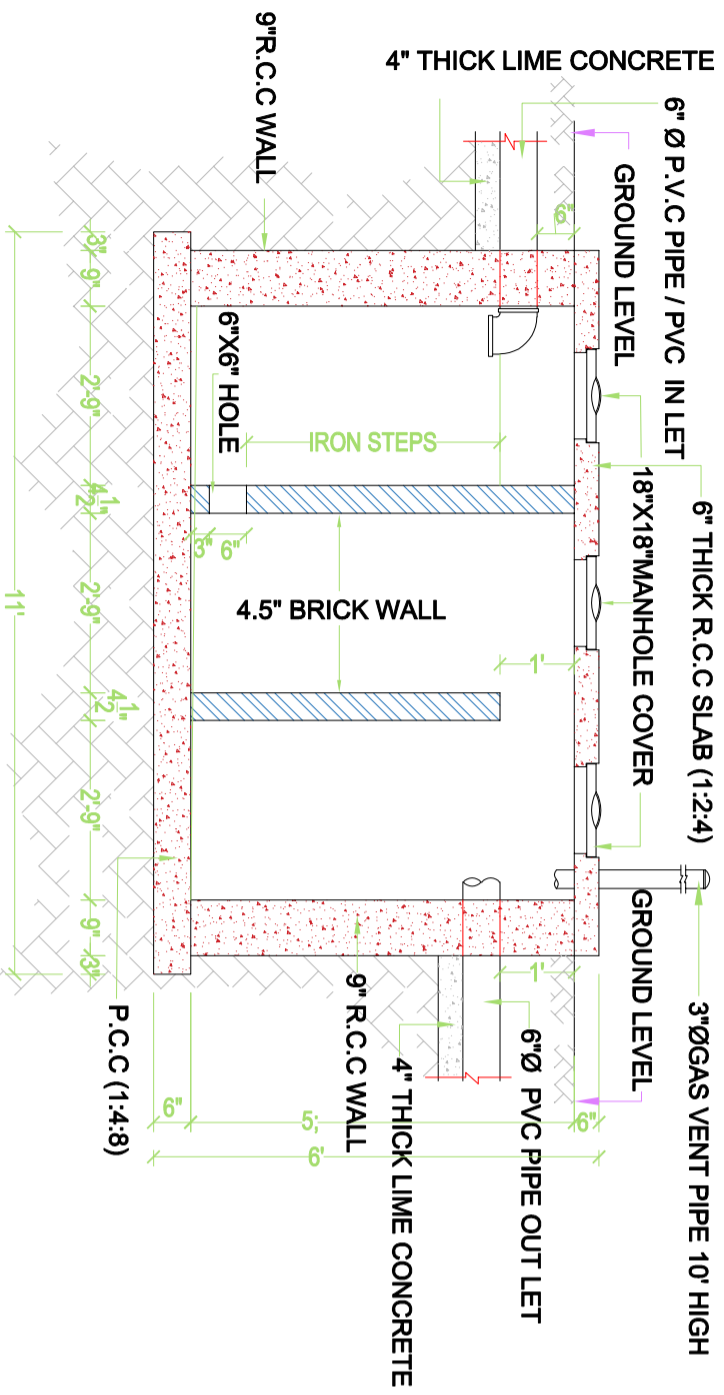 3"ØGAS VENT PIPE 10' HIGH
6" THICK R.C.C SLAB (1:2:4)
18"X18"MANHOLE COVER
6" Ø P.V.C PIPE / PVC IN LET
GROUND LEVEL
GROUND LEVEL
4" THICK LIME CONCRETE
6"
6"
1'
1'
6"Ø PVC PIPE OUT LET
4" THICK LIME CONCRETE
9"R.C.C WALL
9" R.C.C WALL
IRON STEPS
4.5" BRICK WALL
6"X6" HOLE
6"
3"
5;
6'
6"
P.C.C (1:4:8)
3" 9" 2'-9" 4 1/2" 2'-9" 4 1/2" 2'-9" 9" 3"
11'